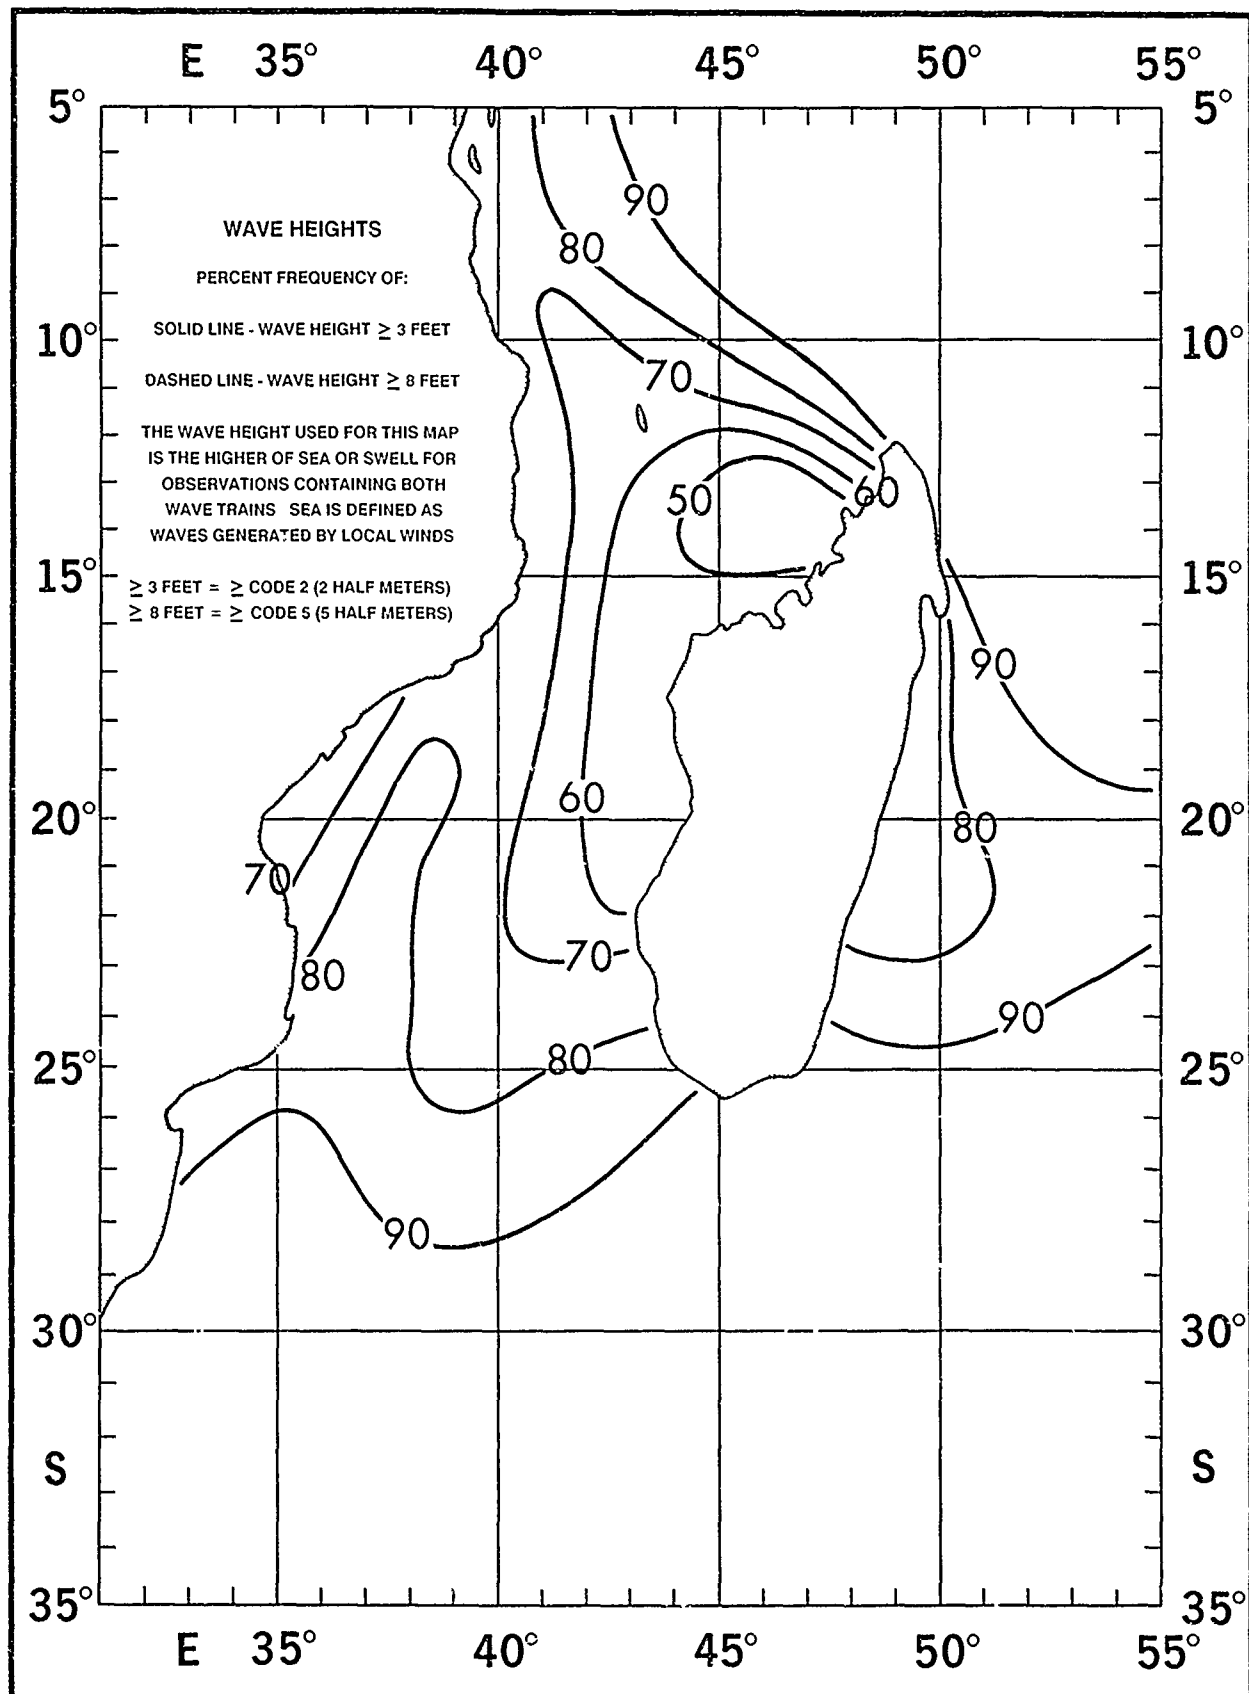 E 35° 40° 45° 50° 55°
5° 5°
90
WAVE HEIGHTS
80
PERCENT FREQUENCY OF:
SOLID LINE - WAVE HEIGHT ≥ 3 FEET
10° 10°
70
DASHED LINE - WAVE HEIGHT ≥ 8 FEET
THE WAVE HEIGHT USED FOR THIS MAP
IS THE HIGHER OF SEA OR SWELL FOR
OBSERVATIONS CONTAINING BOTH
60
50
WAVE TRAINS SEA IS DEFINED AS
WAVES GENERATED BY LOCAL WINDS
15° 15°
≥ 3 FEET = ≥ CODE 2 (2 HALF METERS)
≥ 8 FEET = ≥ CODE 5 (5 HALF METERS)
90
60
20° 80 20°
70
70
80
90
25° 80 25°
90
30° 30°
S S
35° 35°
E 35° 40° 45° 50° 55°